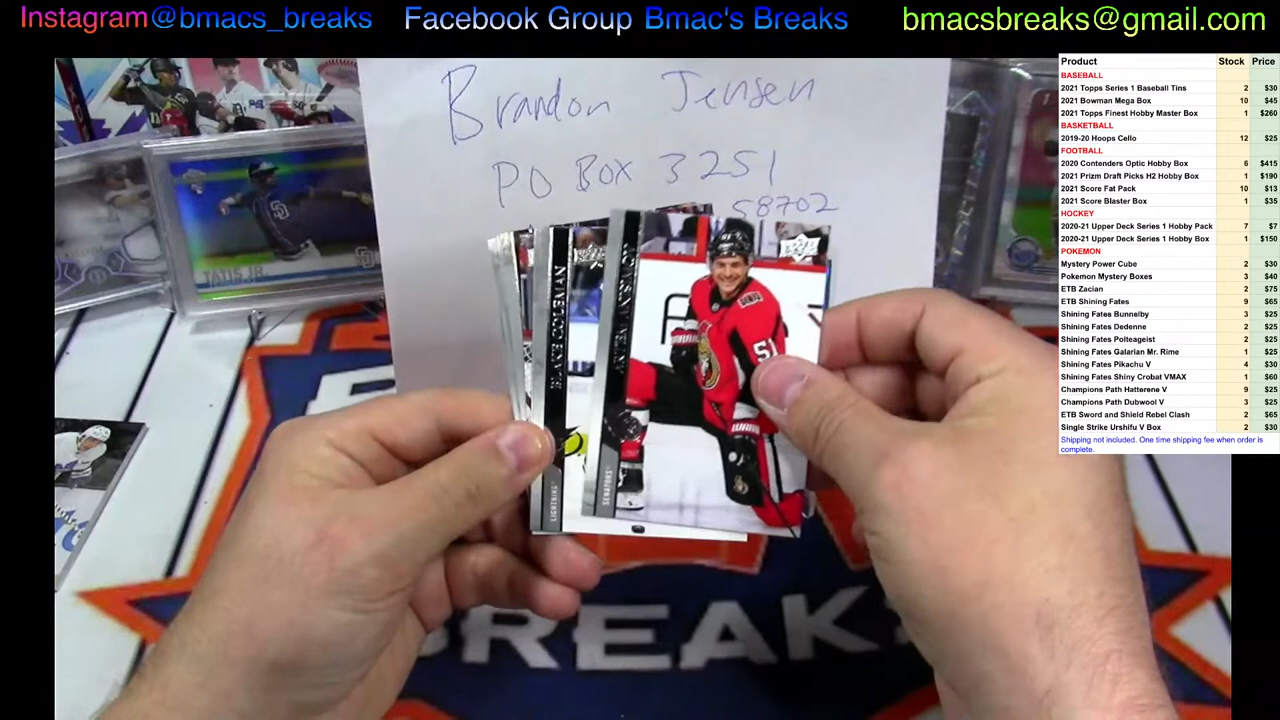 Instagram@bmacs_breaks Facebook Group Bmac's Breaks bmacsbreaks@gmail.com
Product Stock Price
BASEBALL
2021 Topps Series 1 Baseball Tins 2 $30
2021 Bowman Mega Box 10 $45
2021 Topps Finest Hobby Master Box 1 $260
BASKETBALL
2019-20 Hoops Cello 12 $25
FOOTBALL
2020 Contenders Optic Hobby Box 6 $415
2021 Prizm Draft Picks H2 Hobby Box 1 $190
2021 Score Fat Pack 10 $13
2021 Score Blaster Box 1 $35
HOCKEY
2020-21 Upper Deck Series 1 Hobby Pack 7 $7
2020-21 Upper Deck Series 1 Hobby Box 1 $150
POKEMON
Mystery Power Cube 2 $30
Pokemon Mystery Boxes 3 $40
ETB Zacian 2 $75
ETB Shining Fates 9 $65
Shining Fates Bunnelby 3 $25
Shining Fates Dedenne 2 $25
Shining Fates Polteageist 2 $25
Shining Fates Galarian Mr. Rime 1 $25
Shining Fates Pikachu V 4 $30
Shining Fates Shiny Crobat VMAX 1 $60
Champions Path Hatterene V 9 $25
Champions Path Dubwool V 3 $25
ETB Sword and Shield Rebel Clash 2 $65
Single Strike Urshifu V Box 2 $30
Shipping not included. One time shipping fee when order is
complete.
Brandon Jensen
PO Box 3251
58702
TATIS JR.
SD
BLAKE COLEMAN
LIGHTNING
SENATORS
51
BREAK